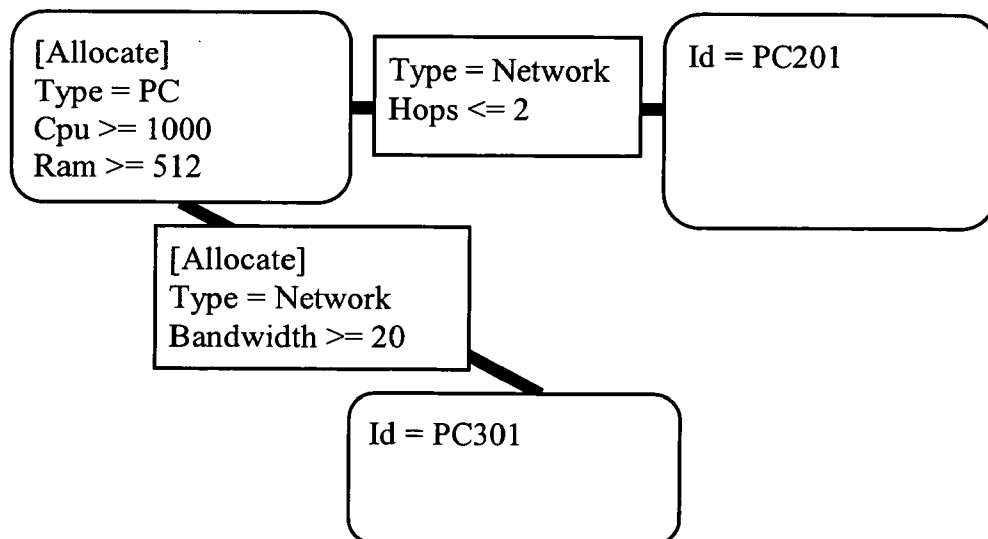 [Allocate]
Type = PC
Cpu >= 1000
Ram >= 512
Type = Network
Hops <= 2
Id = PC201
[Allocate]
Type = Network
Bandwidth >= 20
Id = PC301